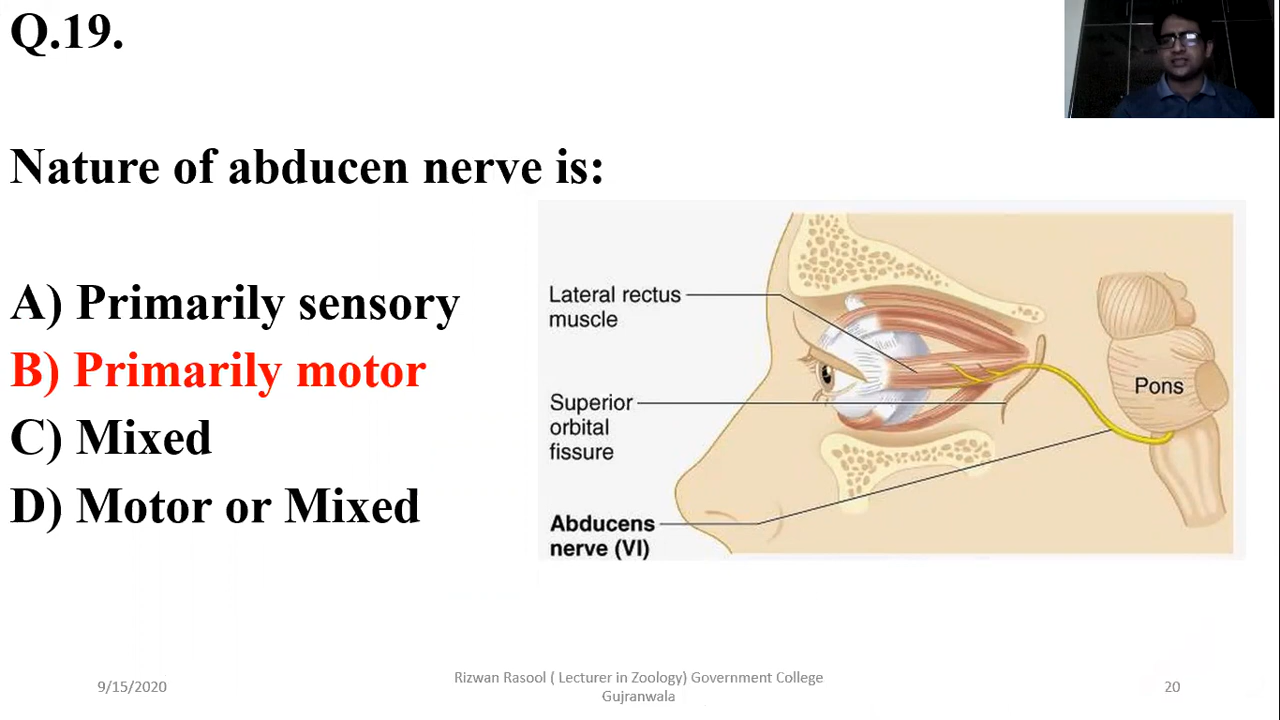 Q.19.
Nature of abducen nerve is:
A) Primarily sensory
B) Primarily motor
C) Mixed
D) Motor or Mixed
Lateral rectus
muscle
Superior
orbital
fissure
Abducens
nerve (VI)
Pons
9/15/2020
Rizwan Rasool ( Lecturer in Zoology) Government College
Gujranwala
20